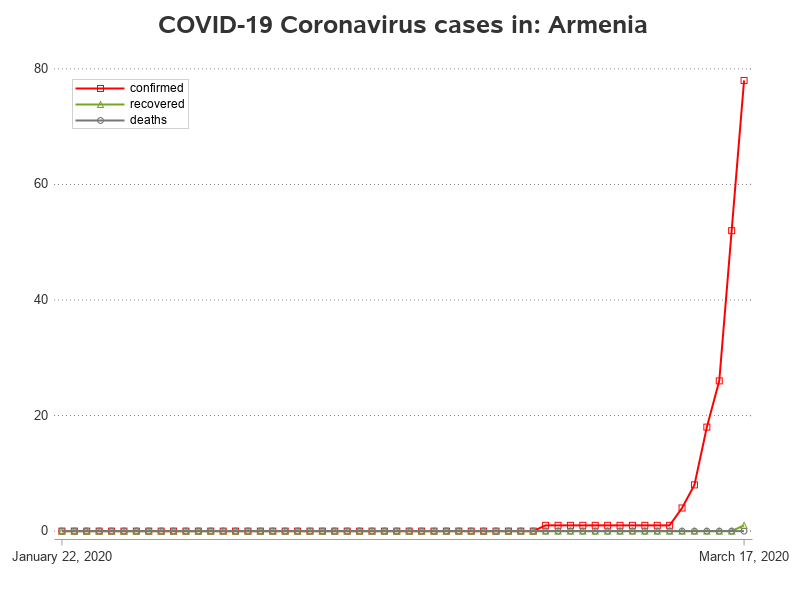 COVID-19 Coronavirus cases in: Armenia
80
confirmed
recovered
deaths
60
40
20
0
January 22, 2020
March 17, 2020